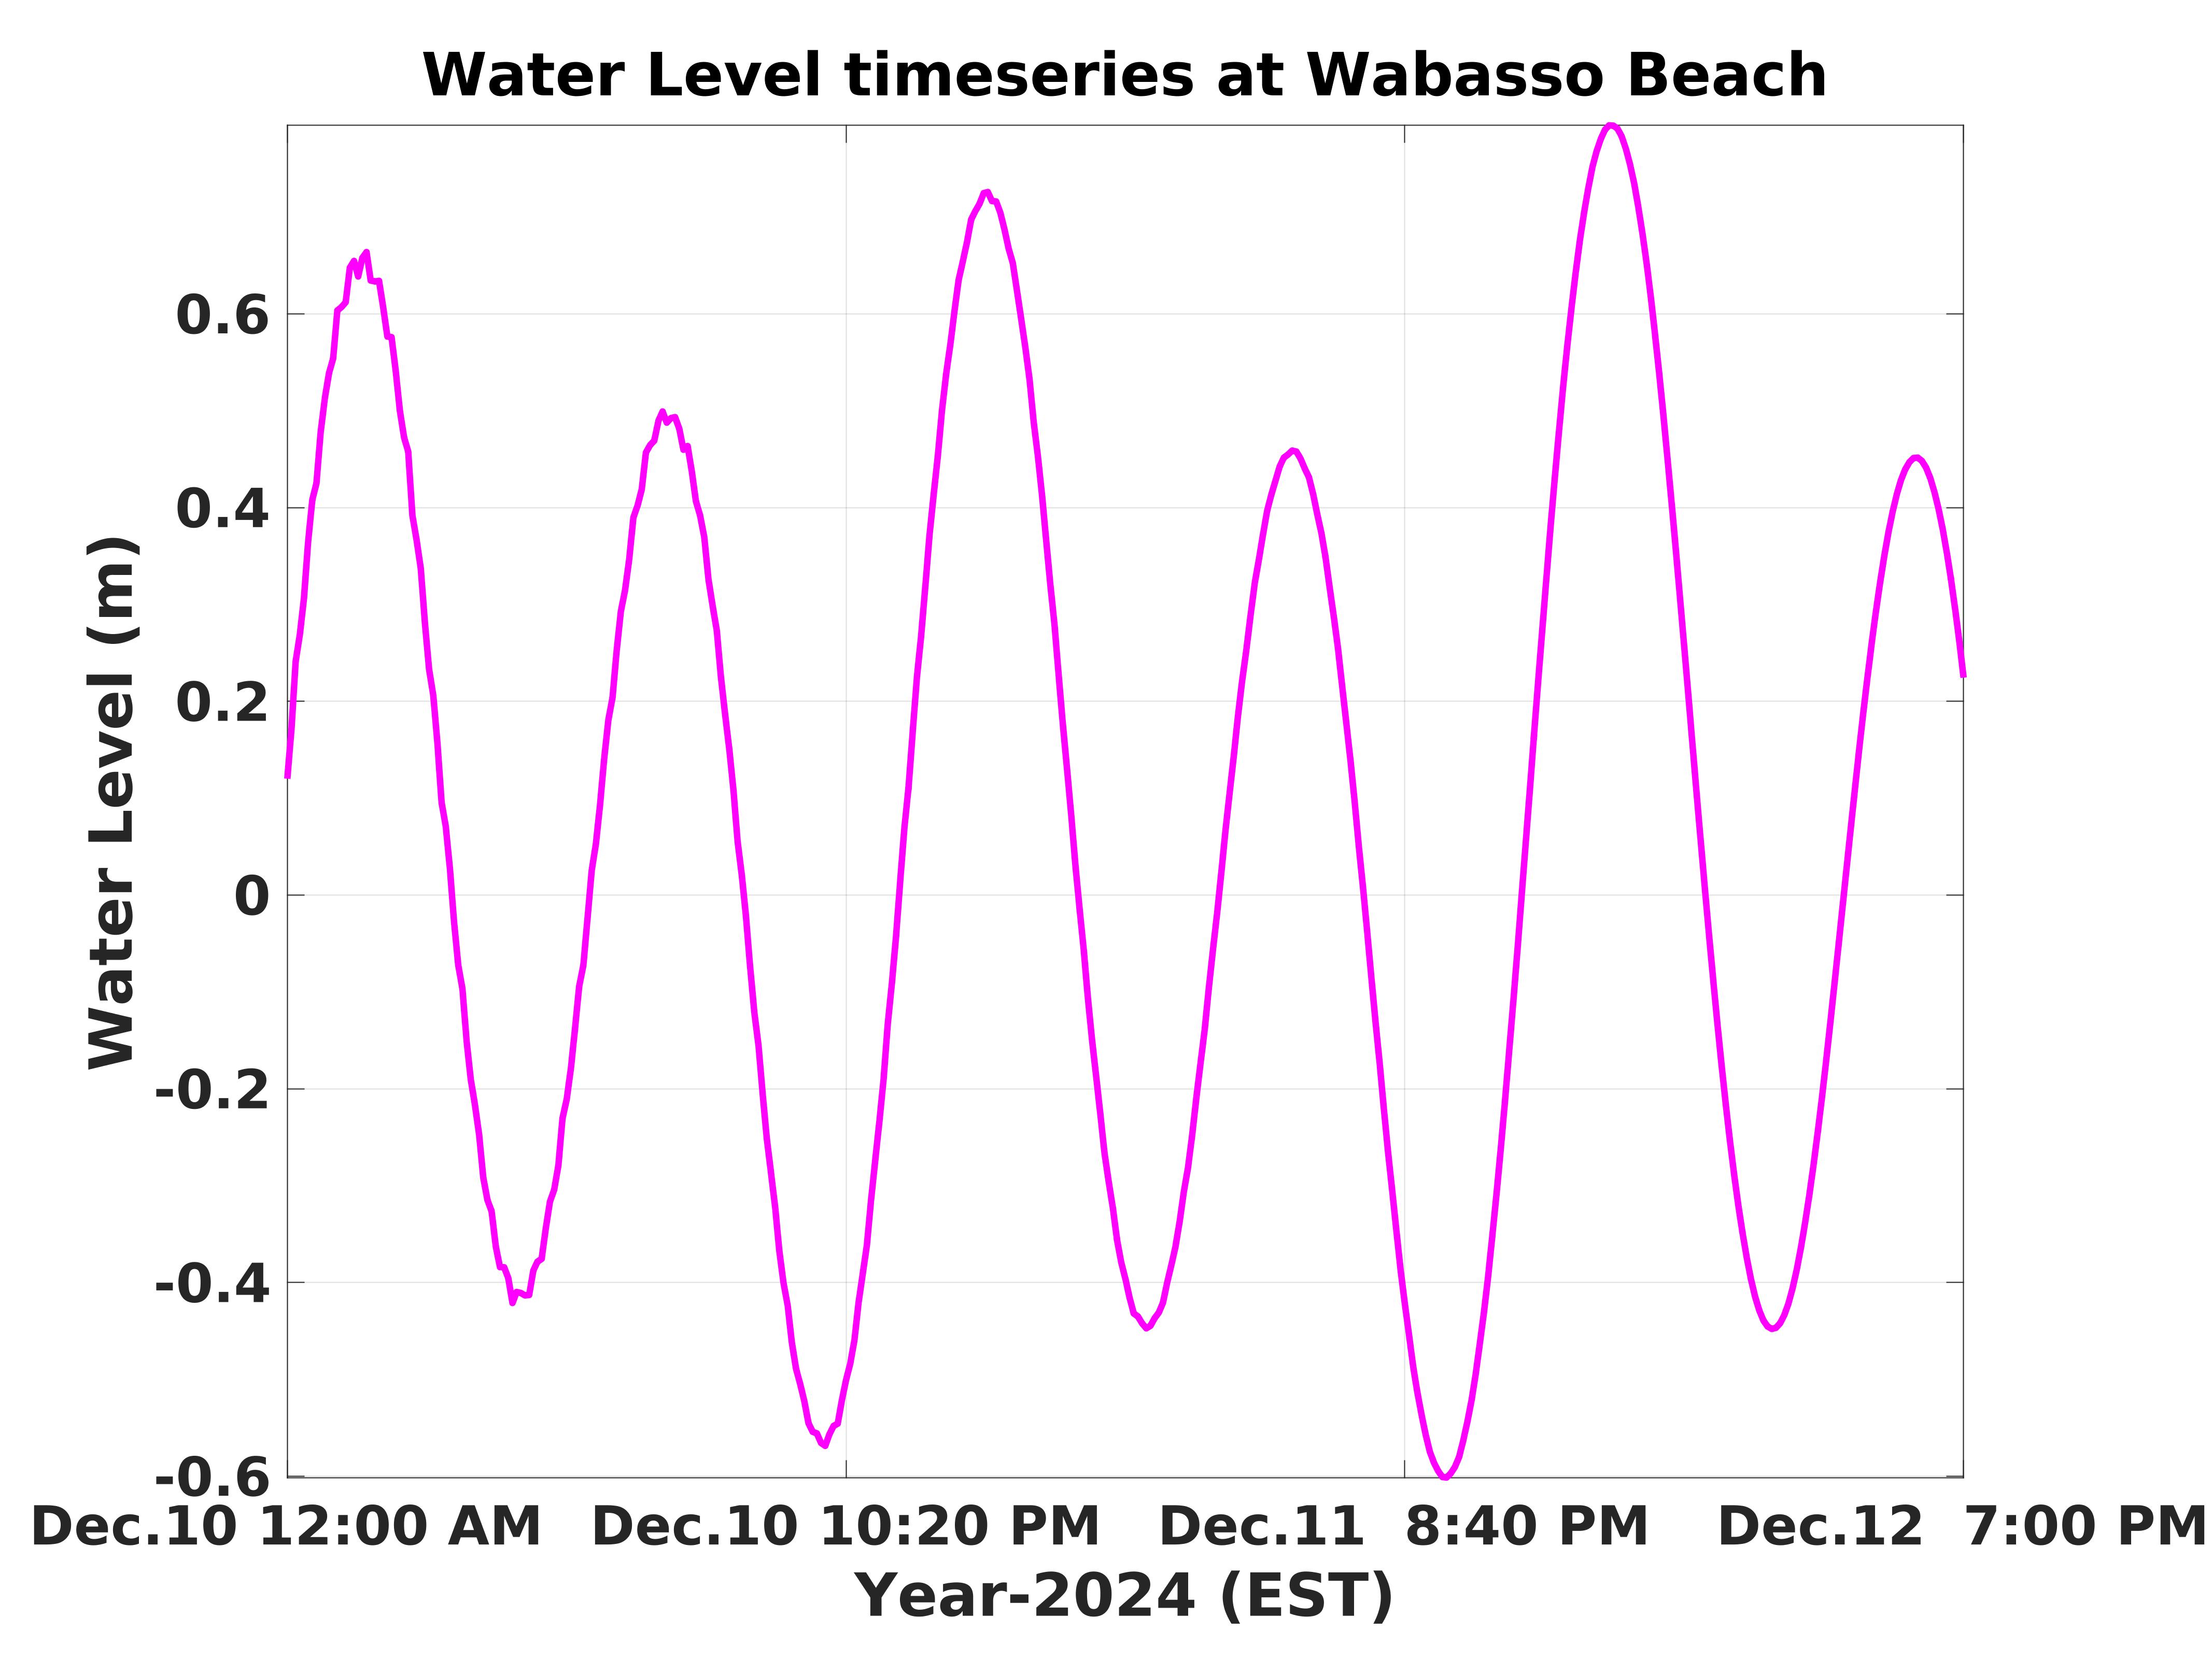 Water Level timeseries at Wabasso Beach
Water Level (m)
0.6
0.4
0.2
0
-0.2
-0.4
-0.6
Dec.10 12:00 AM Dec.10 10:20 PM Dec.11 8:40 PM Dec.12 7:00 PM
Year-2024 (EST)